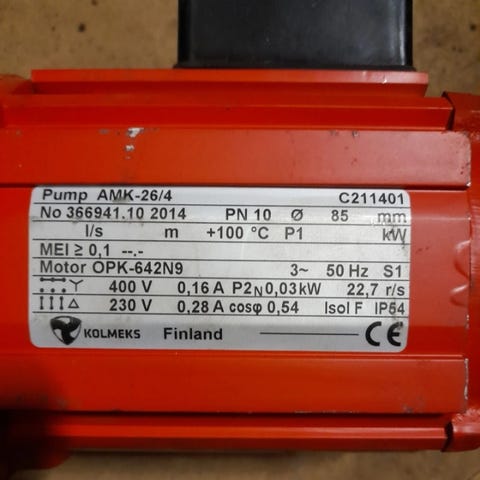 Pump AMK-26/4 C211401
No 366941.10 2014 PN 10 Ø 85 mm
l/s m +100 °C P1 kW
MEI ≥ 0,1 --.-
Motor OPK-642N9 3~ 50 Hz S1
400 V 0,16 A P2N 0,03kW 22,7 r/s
230 V 0,28 A cosφ 0,54 Isol F IP54
KOLMEKS Finland CE